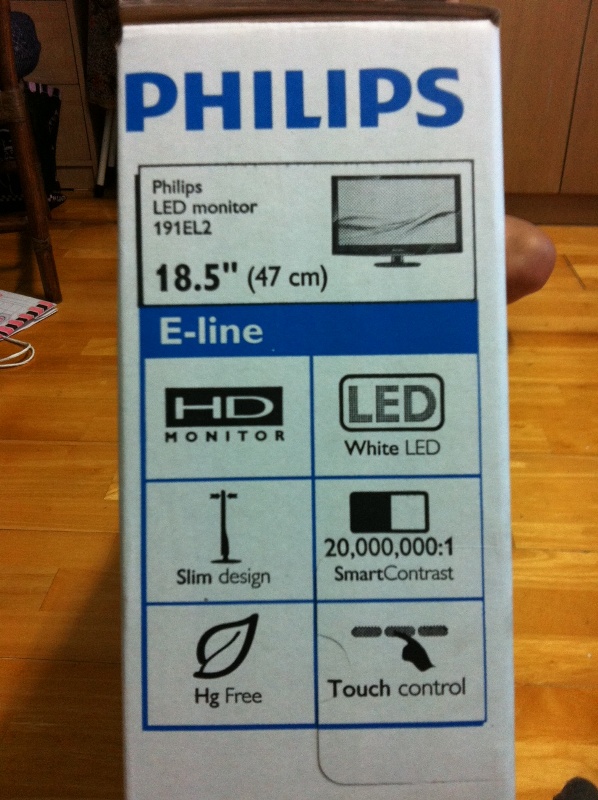 PHILIPS
Philips
LED monitor
191EL2
18.5" (47 cm)
E-line
HD
MONITOR
LED
White LED
Slim design
20,000,000:1
SmartContrast
Hg Free
Touch control